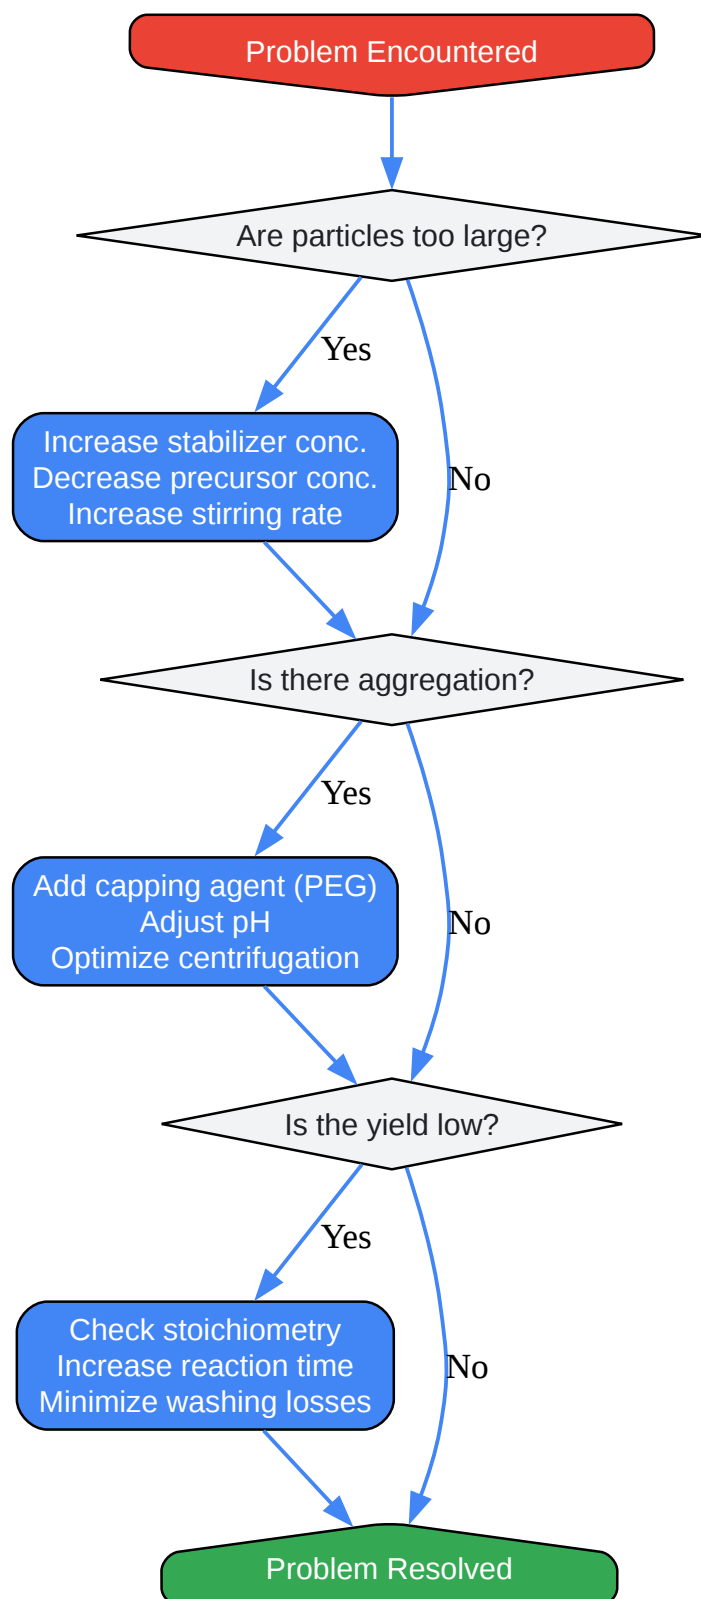 Problem Encountered
Are particles too large?
Yes
Increase stabilizer conc.
Decrease precursor conc.
Increase stirring rate
No
Is there aggregation?
Yes
Add capping agent (PEG)
Adjust pH
Optimize centrifugation
No
Is the yield low?
Yes
Check stoichiometry
Increase reaction time
Minimize washing losses
No
Problem Resolved